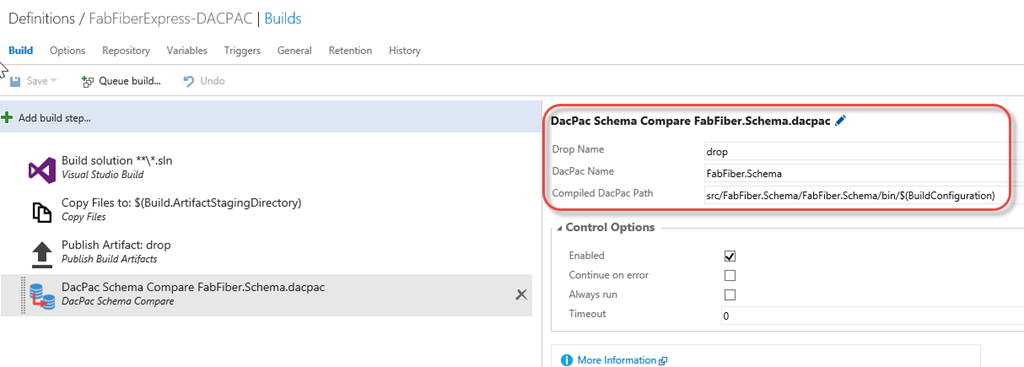 Definitions / FabFiberExpress-DACPAC | Builds
Build Options Repository Variables Triggers General Retention History
Save Queue build... Undo
Add build step...
Build solution **\*.sln
Visual Studio Build
Copy Files to: $(Build.ArtifactStagingDirectory)
Copy Files
Publish Artifact: drop
Publish Build Artifacts
DacPac Schema Compare FabFiber.Schema.dacpac
DacPac Schema Compare
DacPac Schema Compare FabFiber.Schema.dacpac
Drop Name drop
DacPac Name FabFiber.Schema
Compiled DacPac Path src/FabFiber.Schema/FabFiber.Schema/bin/$(BuildConfiguration)
Control Options
Enabled
Continue on error
Always run
Timeout 0
More Information